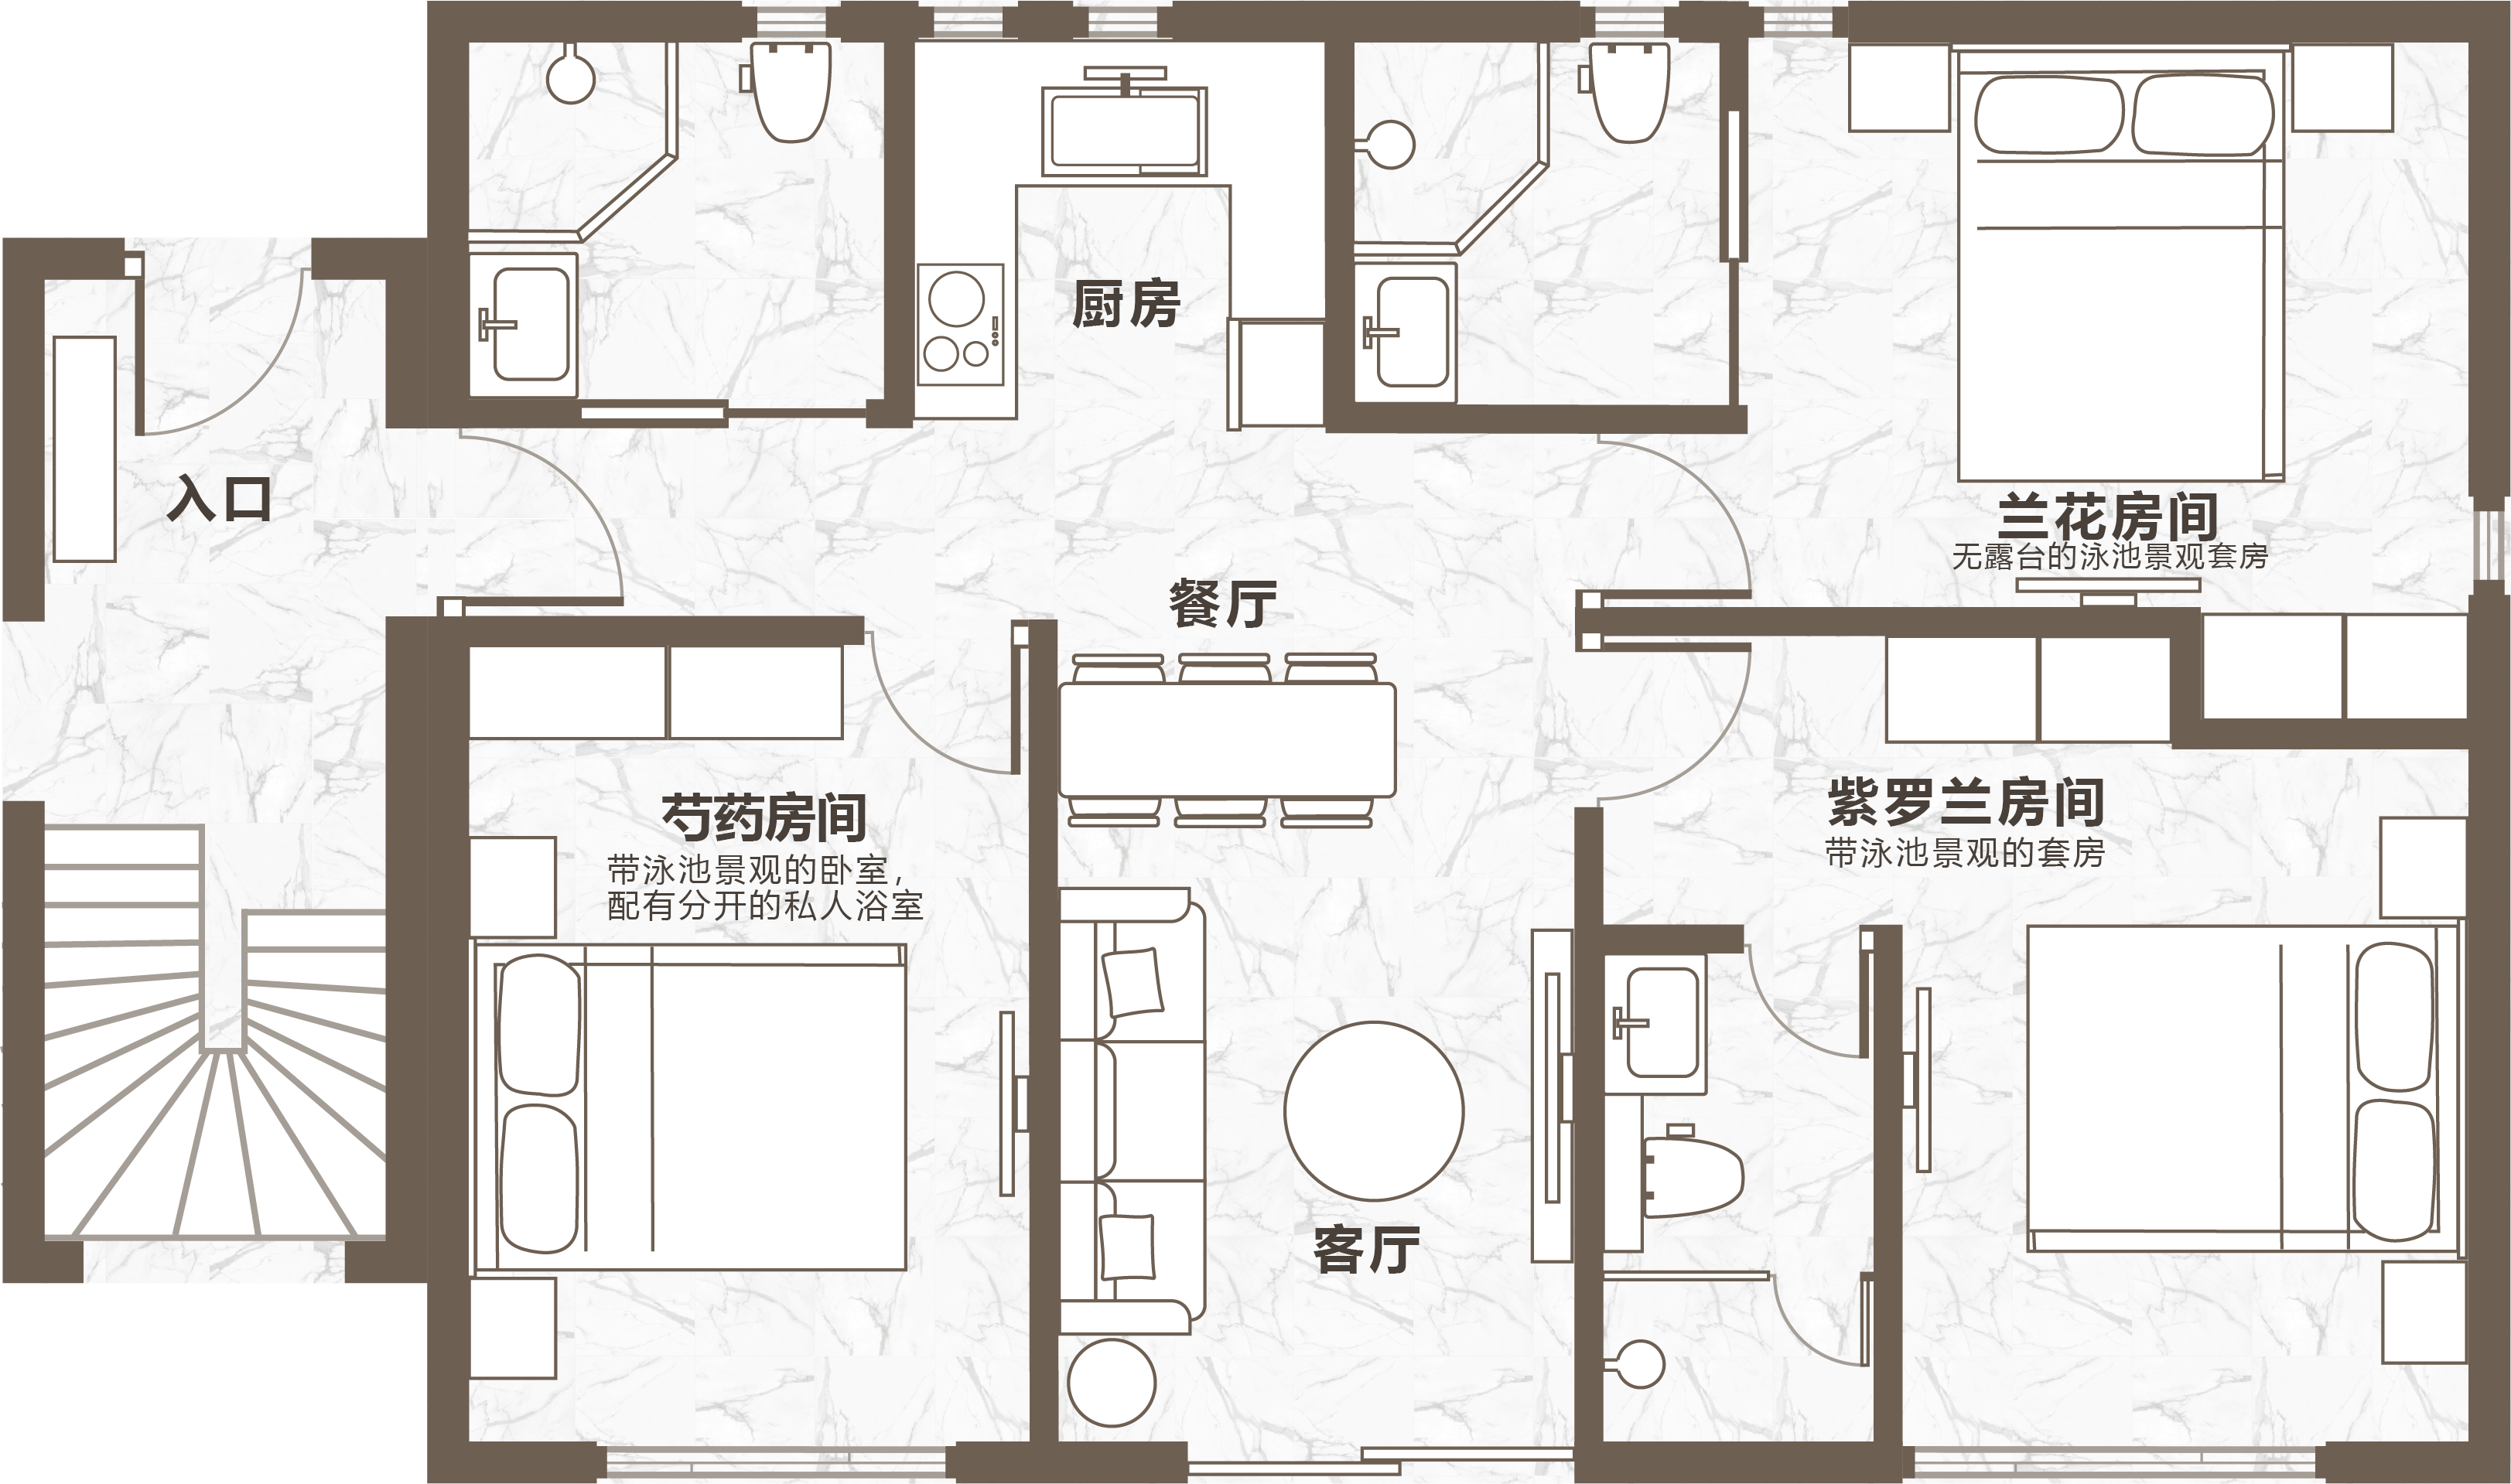 厨房
入口
兰花房间
无露台的泳池景观套房
餐厅
芍药房间
带泳池景观的卧室，
配有分开的私人浴室
紫罗兰房间
带泳池景观的套房
客厅